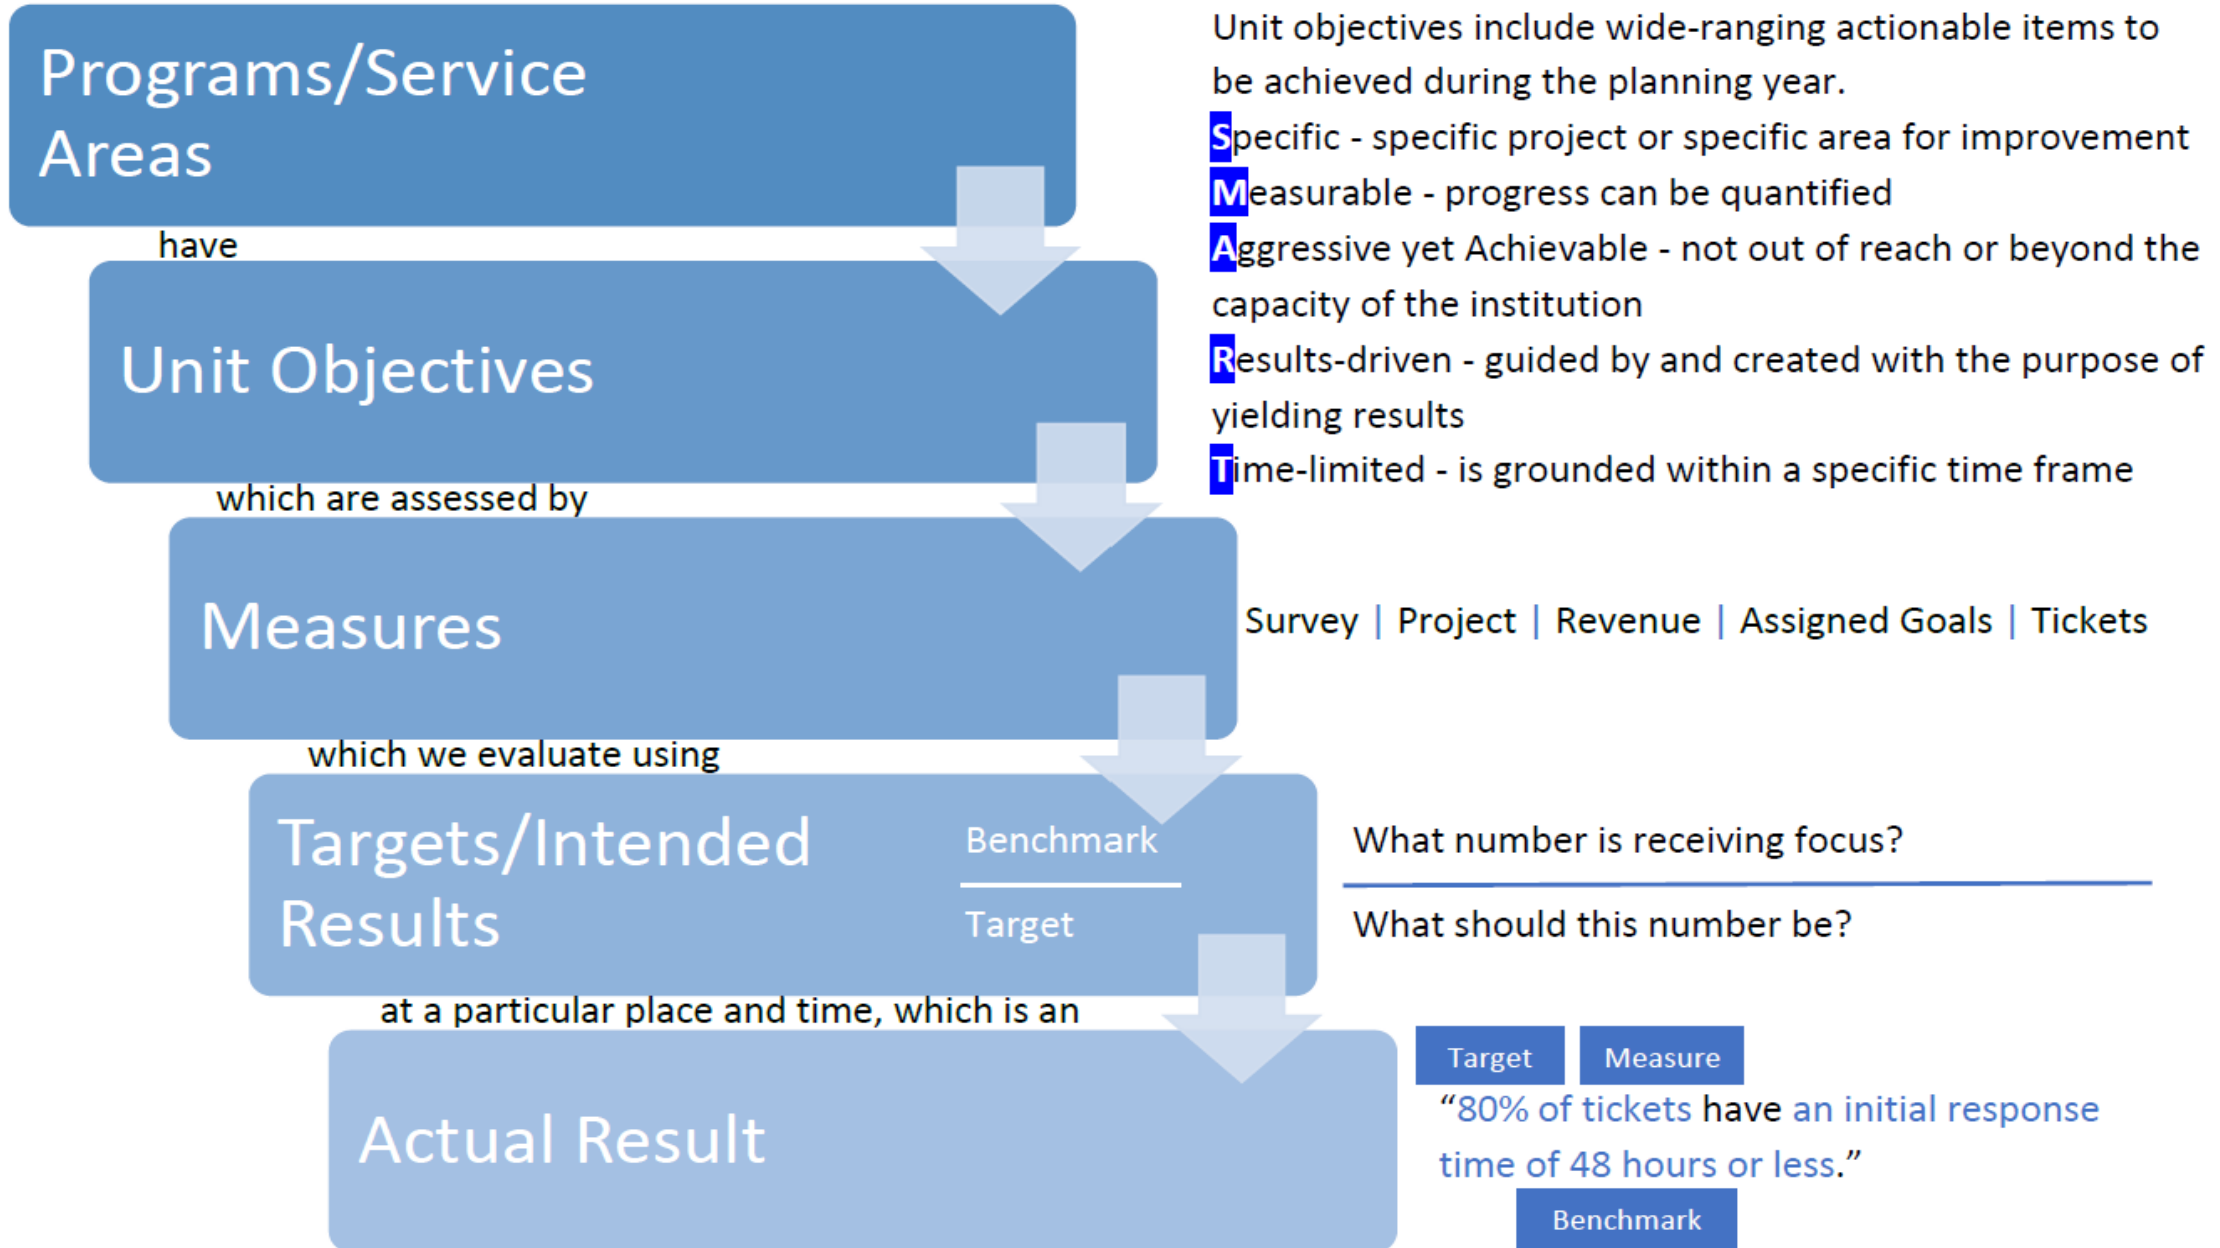 Programs/Service
Areas
have
Unit Objectives
which are assessed by
Measures
which we evaluate using
Targets/Intended
Results
Benchmark
Target
at a particular place and time, which is an
Actual Result
Unit objectives include wide-ranging actionable items to
be achieved during the planning year.
Specific - specific project or specific area for improvement
Measurable - progress can be quantified
Aggressive yet Achievable - not out of reach or beyond the
capacity of the institution
Results-driven - guided by and created with the purpose of
yielding results
Time-limited - is grounded within a specific time frame
Survey | Project | Revenue | Assigned Goals | Tickets
What number is receiving focus?
What should this number be?
Target Measure
“80% of tickets have an initial response
time of 48 hours or less.”
Benchmark